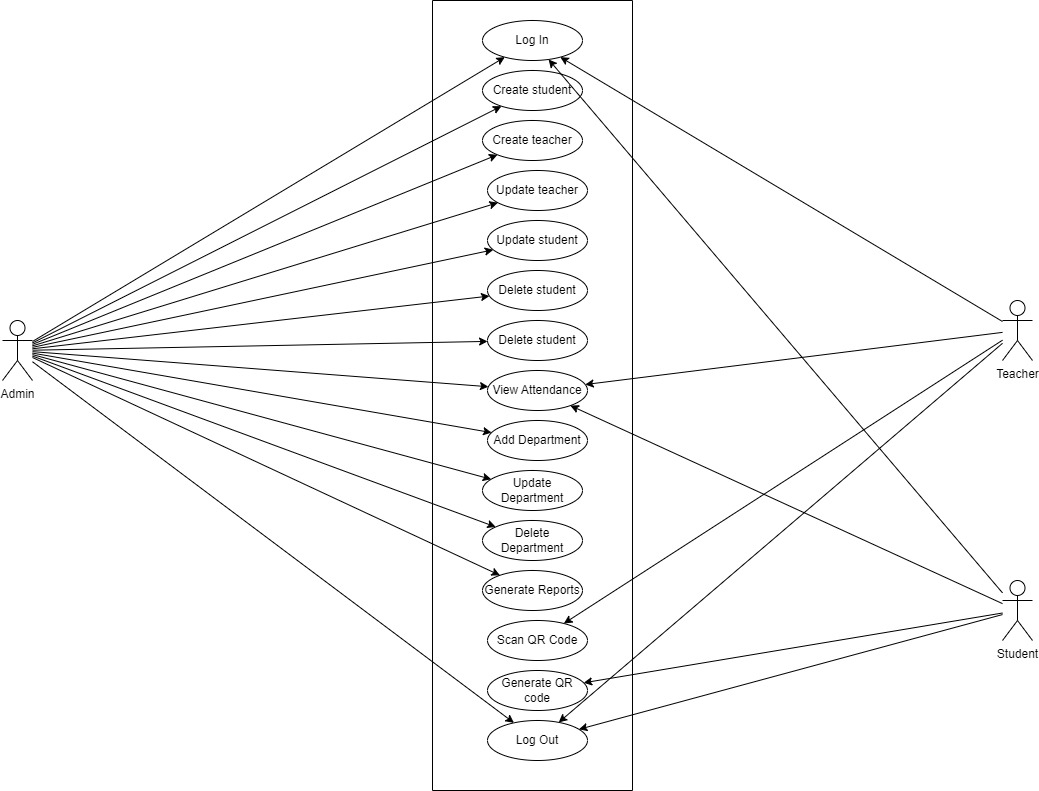 Log In
Create student
Create teacher
Update teacher
Update student
Delete student
Delete student
View Attendance
Add Department
Update
Department
Delete
Department
Generate Reports
Scan QR Code
Generate QR
code
Log Out
Admin
Teacher
Student